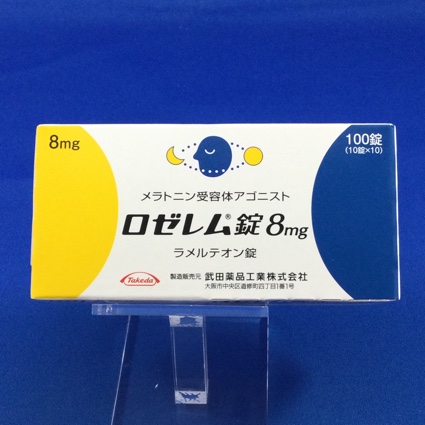 8mg
100錠
(10錠×10)
メラトニン受容体アゴニスト
ロゼレム®錠8mg
ラメルテオン錠
Takeda
製造販売元 武田薬品工業株式会社
大阪市中央区道修町四丁目1番1号